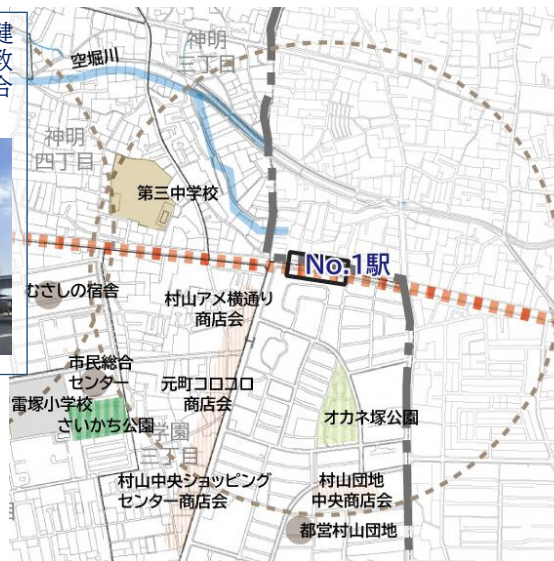 健
教
合
神明
三丁目
空堀川
神明
四丁目
第三中学校
No.1駅
むさしの宿舎
村山アメ横通り
商店会
市民総合
センター
元町コロコロ
商店会
雷塚小学校
さいかち公園
オカネ塚公園
学園
三丁目
村山中央ショッピング
センター商店会
村山団地
中央商店会
都営村山団地
目